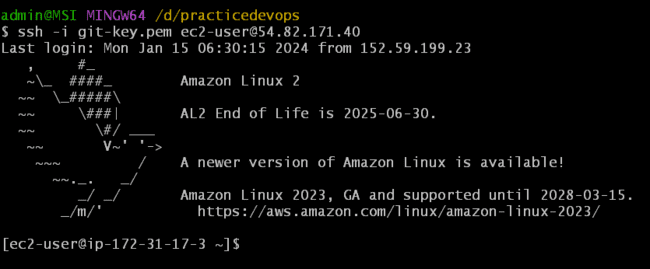 admin@MSI MINGW64 /d/practicedevops
$ ssh -i git-key.pem ec2-user@54.82.171.40
Last login: Mon Jan 15 06:30:15 2024 from 152.59.199.23
   ,     #_
   ~\_  ####_        Amazon Linux 2
  ~~  \_#####\
  ~~     \###|       AL2 End of Life is 2025-06-30.
  ~~       \#/ ___
   ~~       V~' '->
    ~~~         /    A newer version of Amazon Linux is available!
      ~~._.   _/
         _/ _/       Amazon Linux 2023, GA and supported until 2028-03-15.
       _/m/'           https://aws.amazon.com/linux/amazon-linux-2023/
[ec2-user@ip-172-31-17-3 ~]$